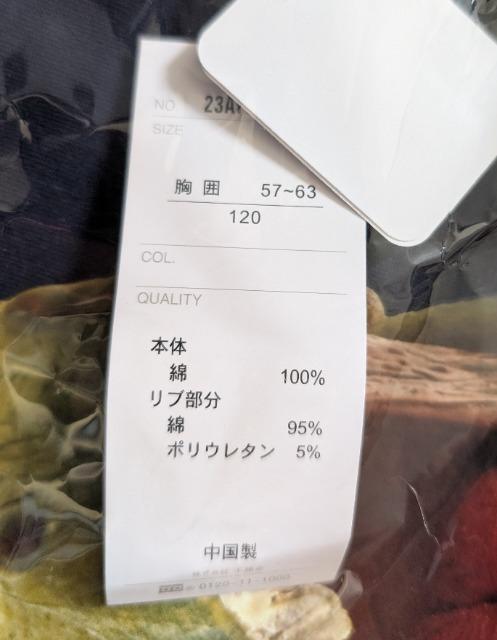 NO.
SIZE
胸 囲 57~63
120
COL.
QUALITY
本体
綿 100%
リブ部分
綿 95%
ポリウレタン 5%
中国製
0120-11-1000